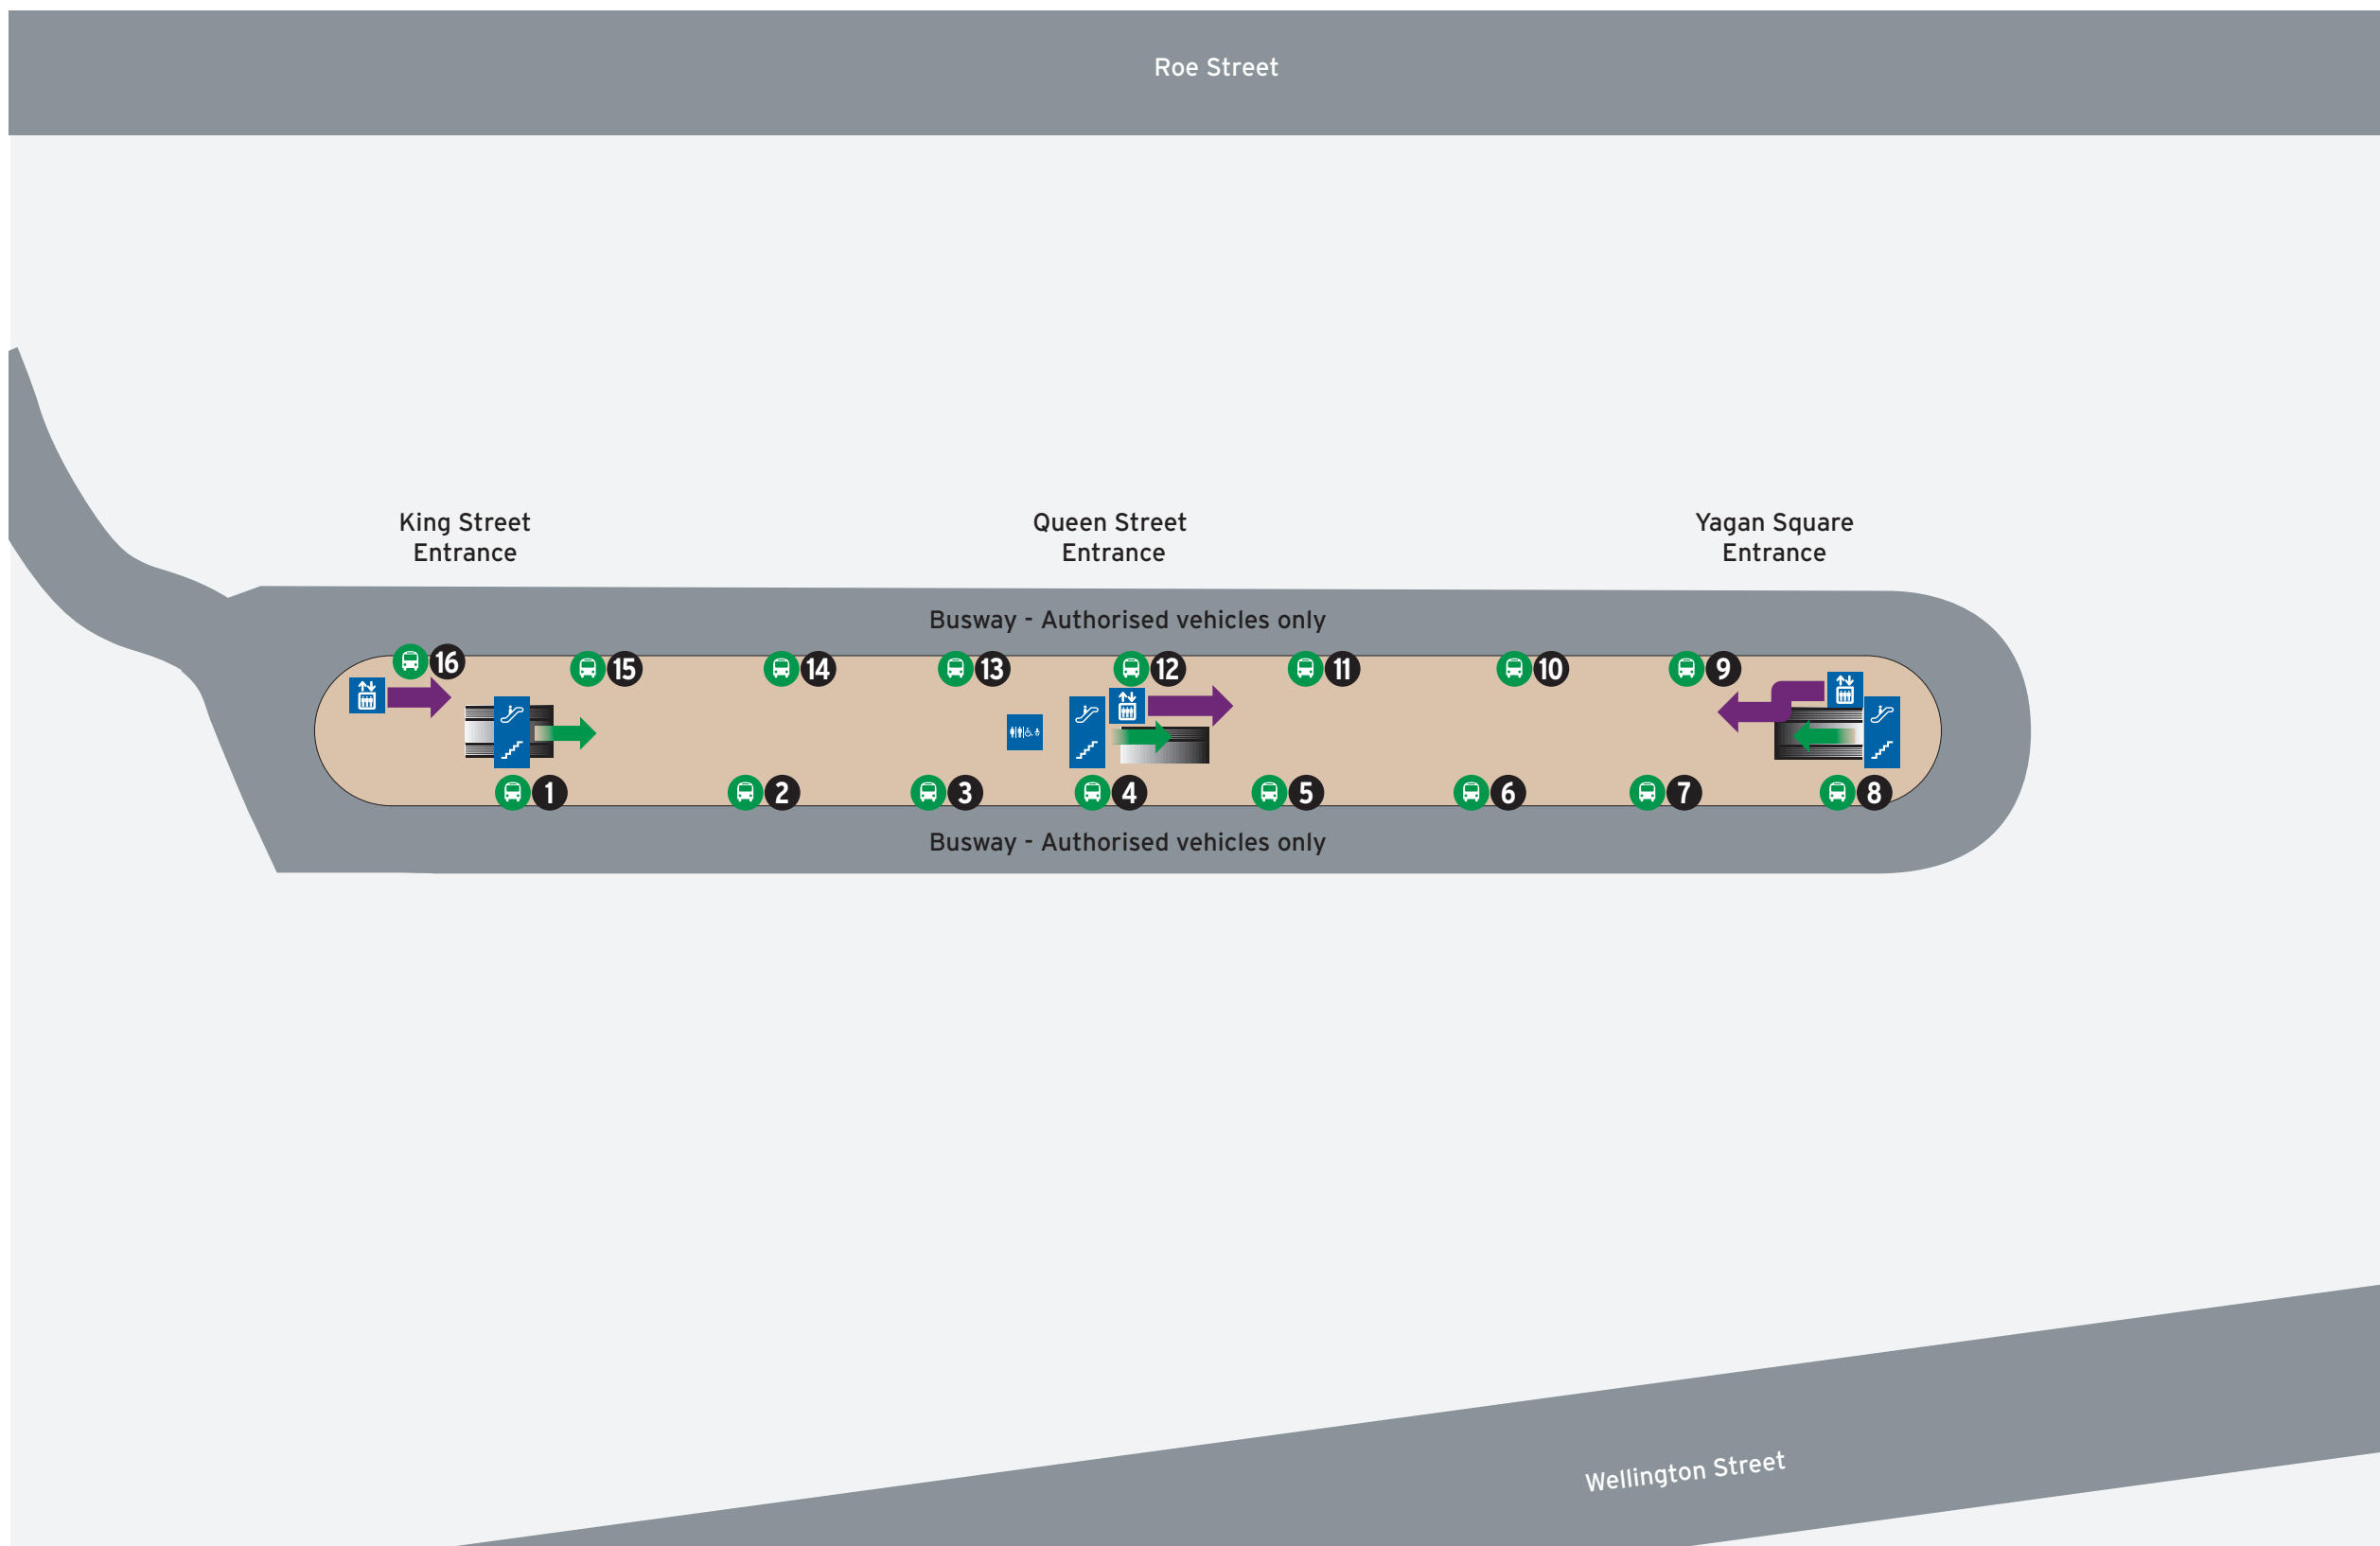 Roe Street
King Street
Entrance
Queen Street
Entrance
Yagan Square
Entrance
Busway - Authorised vehicles only
16
15
14
13
12
11
10
9
1
2
3
4
5
6
7
8
Busway - Authorised vehicles only
Wellington Street